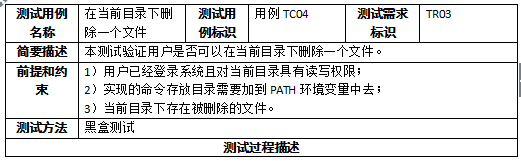 测试用例名称 在当前目录下删除一个文件 测试用例标识 用例 TC04 测试需求标识 TR03
简要描述 本测试验证用户是否可以在当前目录下删除一个文件。
前提和约束 1）用户已经登录系统且对当前目录具有读写权限；
2）实现的命令存放目录需要加到 PATH 环境变量中去；
3）当前目录下存在被删除的文件。
测试方法 黑盒测试
测试过程描述